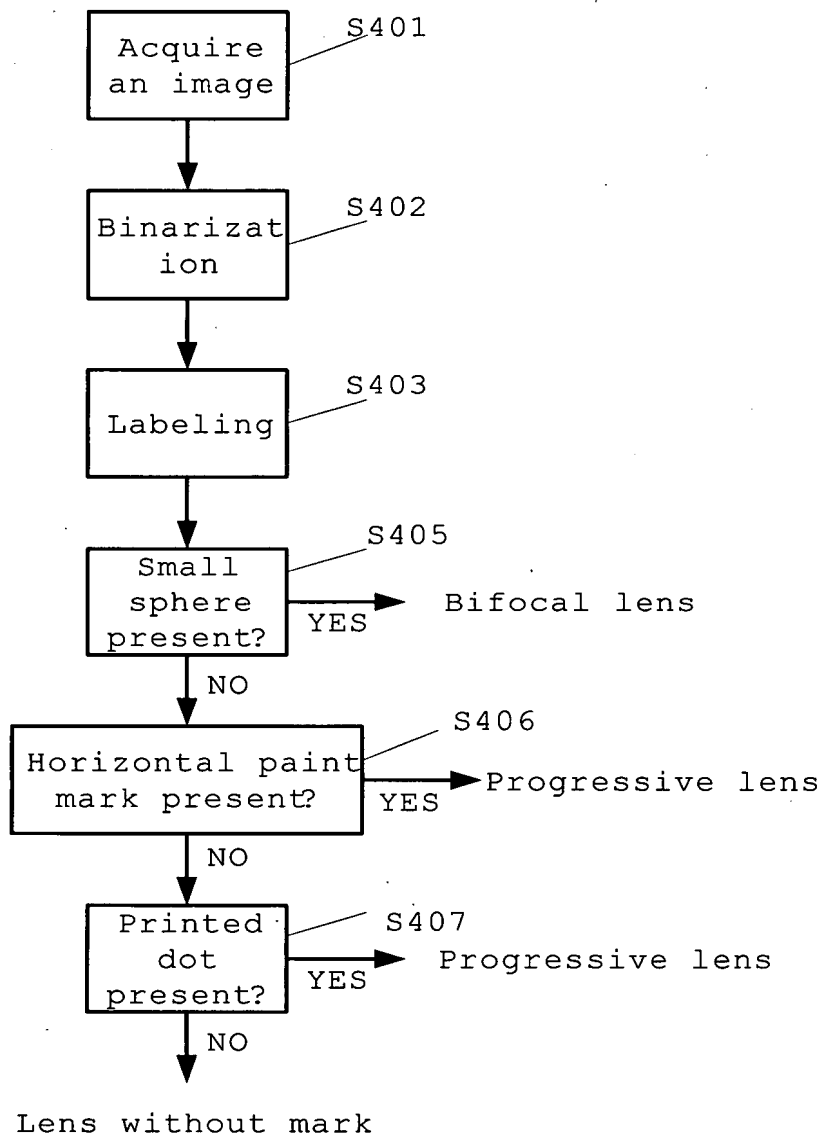 S401
Acquire
an image
S402
Binarizat
ion
S403
Labeling
S405
Small
sphere
present?
YES
Bifocal lens
NO
S406
Horizontal paint
mark present?
YES
Progressive lens
NO
S407
Printed
dot
present?
YES
Progressive lens
NO
Lens without mark